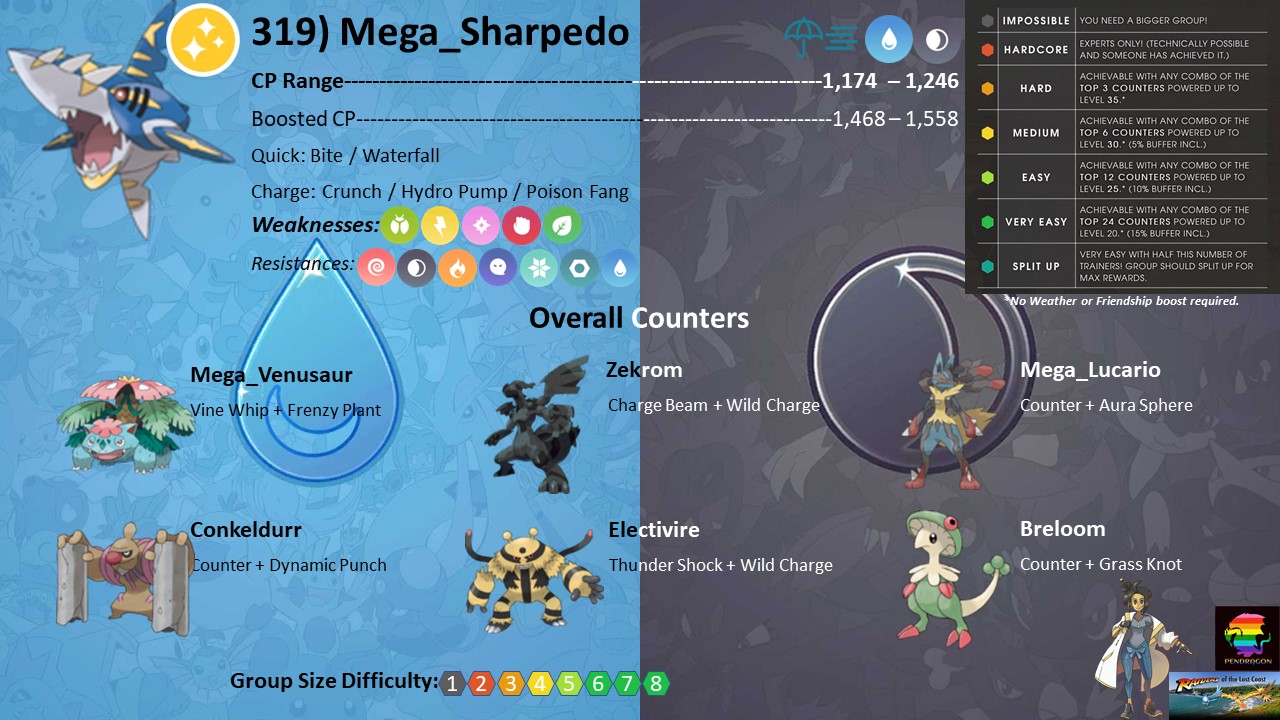 319) Mega_Sharpedo
CP Range---1,174 – 1,246
Boosted CP---1,468 – 1,558
Quick: Bite / Waterfall
Charge: Crunch / Hydro Pump / Poison Fang
Weaknesses:
Resistances:
IMPOSSIBLE YOU NEED A BIGGER GROUP!
HARDCORE EXPERTS ONLY! (TECHNICALLY POSSIBLE
AND SOMEONE HAS ACHIEVED IT.)
HARD ACHIEVABLE WITH ANY COMBO OF THE
TOP 3 COUNTERS POWERED UP TO
LEVEL 35.*
MEDIUM ACHIEVABLE WITH ANY COMBO OF THE
TOP 6 COUNTERS POWERED UP TO
LEVEL 30.* (5% BUFFER INCL.)
EASY ACHIEVABLE WITH ANY COMBO OF THE
TOP 12 COUNTERS POWERED UP TO
LEVEL 25.* (10% BUFFER INCL.)
VERY EASY ACHIEVABLE WITH ANY COMBO OF THE
TOP 24 COUNTERS POWERED UP TO
LEVEL 20.* (15% BUFFER INCL.)
SPLIT UP VERY EASY WITH HALF THIS NUMBER OF
TRAINERS! GROUP SHOULD SPLIT UP FOR
MAX REWARDS.
*No Weather or Friendship boost required.
Overall Counters
Mega_Venusaur
Vine Whip + Frenzy Plant
Zekrom
Charge Beam + Wild Charge
Mega_Lucario
Counter + Aura Sphere
Conkeldurr
Counter + Dynamic Punch
Electivire
Thunder Shock + Wild Charge
Breloom
Counter + Grass Knot
Group Size Difficulty: 1 2 3 4 5 6 7 8
PENDRAGON
RAIDERS of the Lost Coast